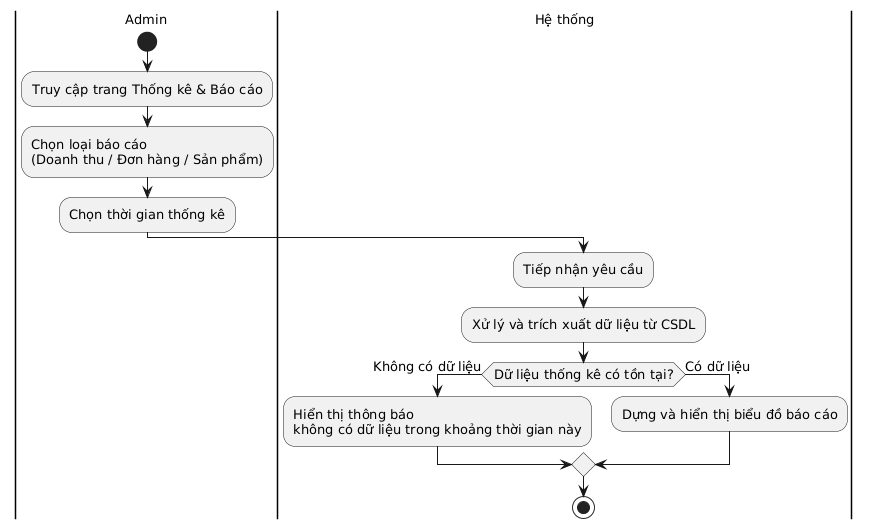 Admin
Hệ thống
Truy cập trang Thống kê & Báo cáo
Chọn loại báo cáo
(Doanh thu / Đơn hàng / Sản phẩm)
Chọn thời gian thống kê
Tiếp nhận yêu cầu
Xử lý và trích xuất dữ liệu từ CSDL
Không có dữ liệu
Dữ liệu thống kê có tồn tại?
Có dữ liệu
Hiển thị thông báo
không có dữ liệu trong khoảng thời gian này
Dựng và hiển thị biểu đồ báo cáo